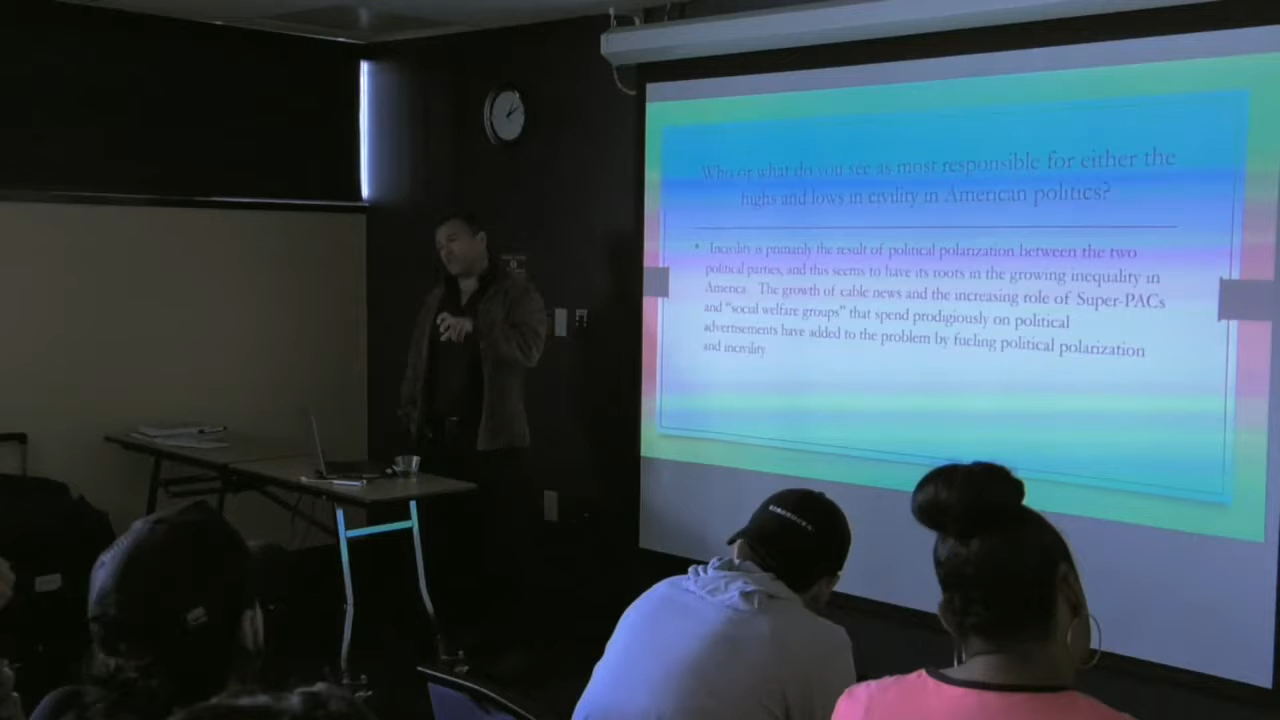 Who or what do you see as most responsible for either the
highs and lows in civility in American politics?
Incivility is primarily the result of political polarization between the two
political parties, and this seems to have its roots in the growing inequality in
America. The growth of cable news and the increasing role of Super-PACs
and "social welfare groups" that spend prodigiously on political
advertisements have added to the problem by fueling political polarization
and incivility